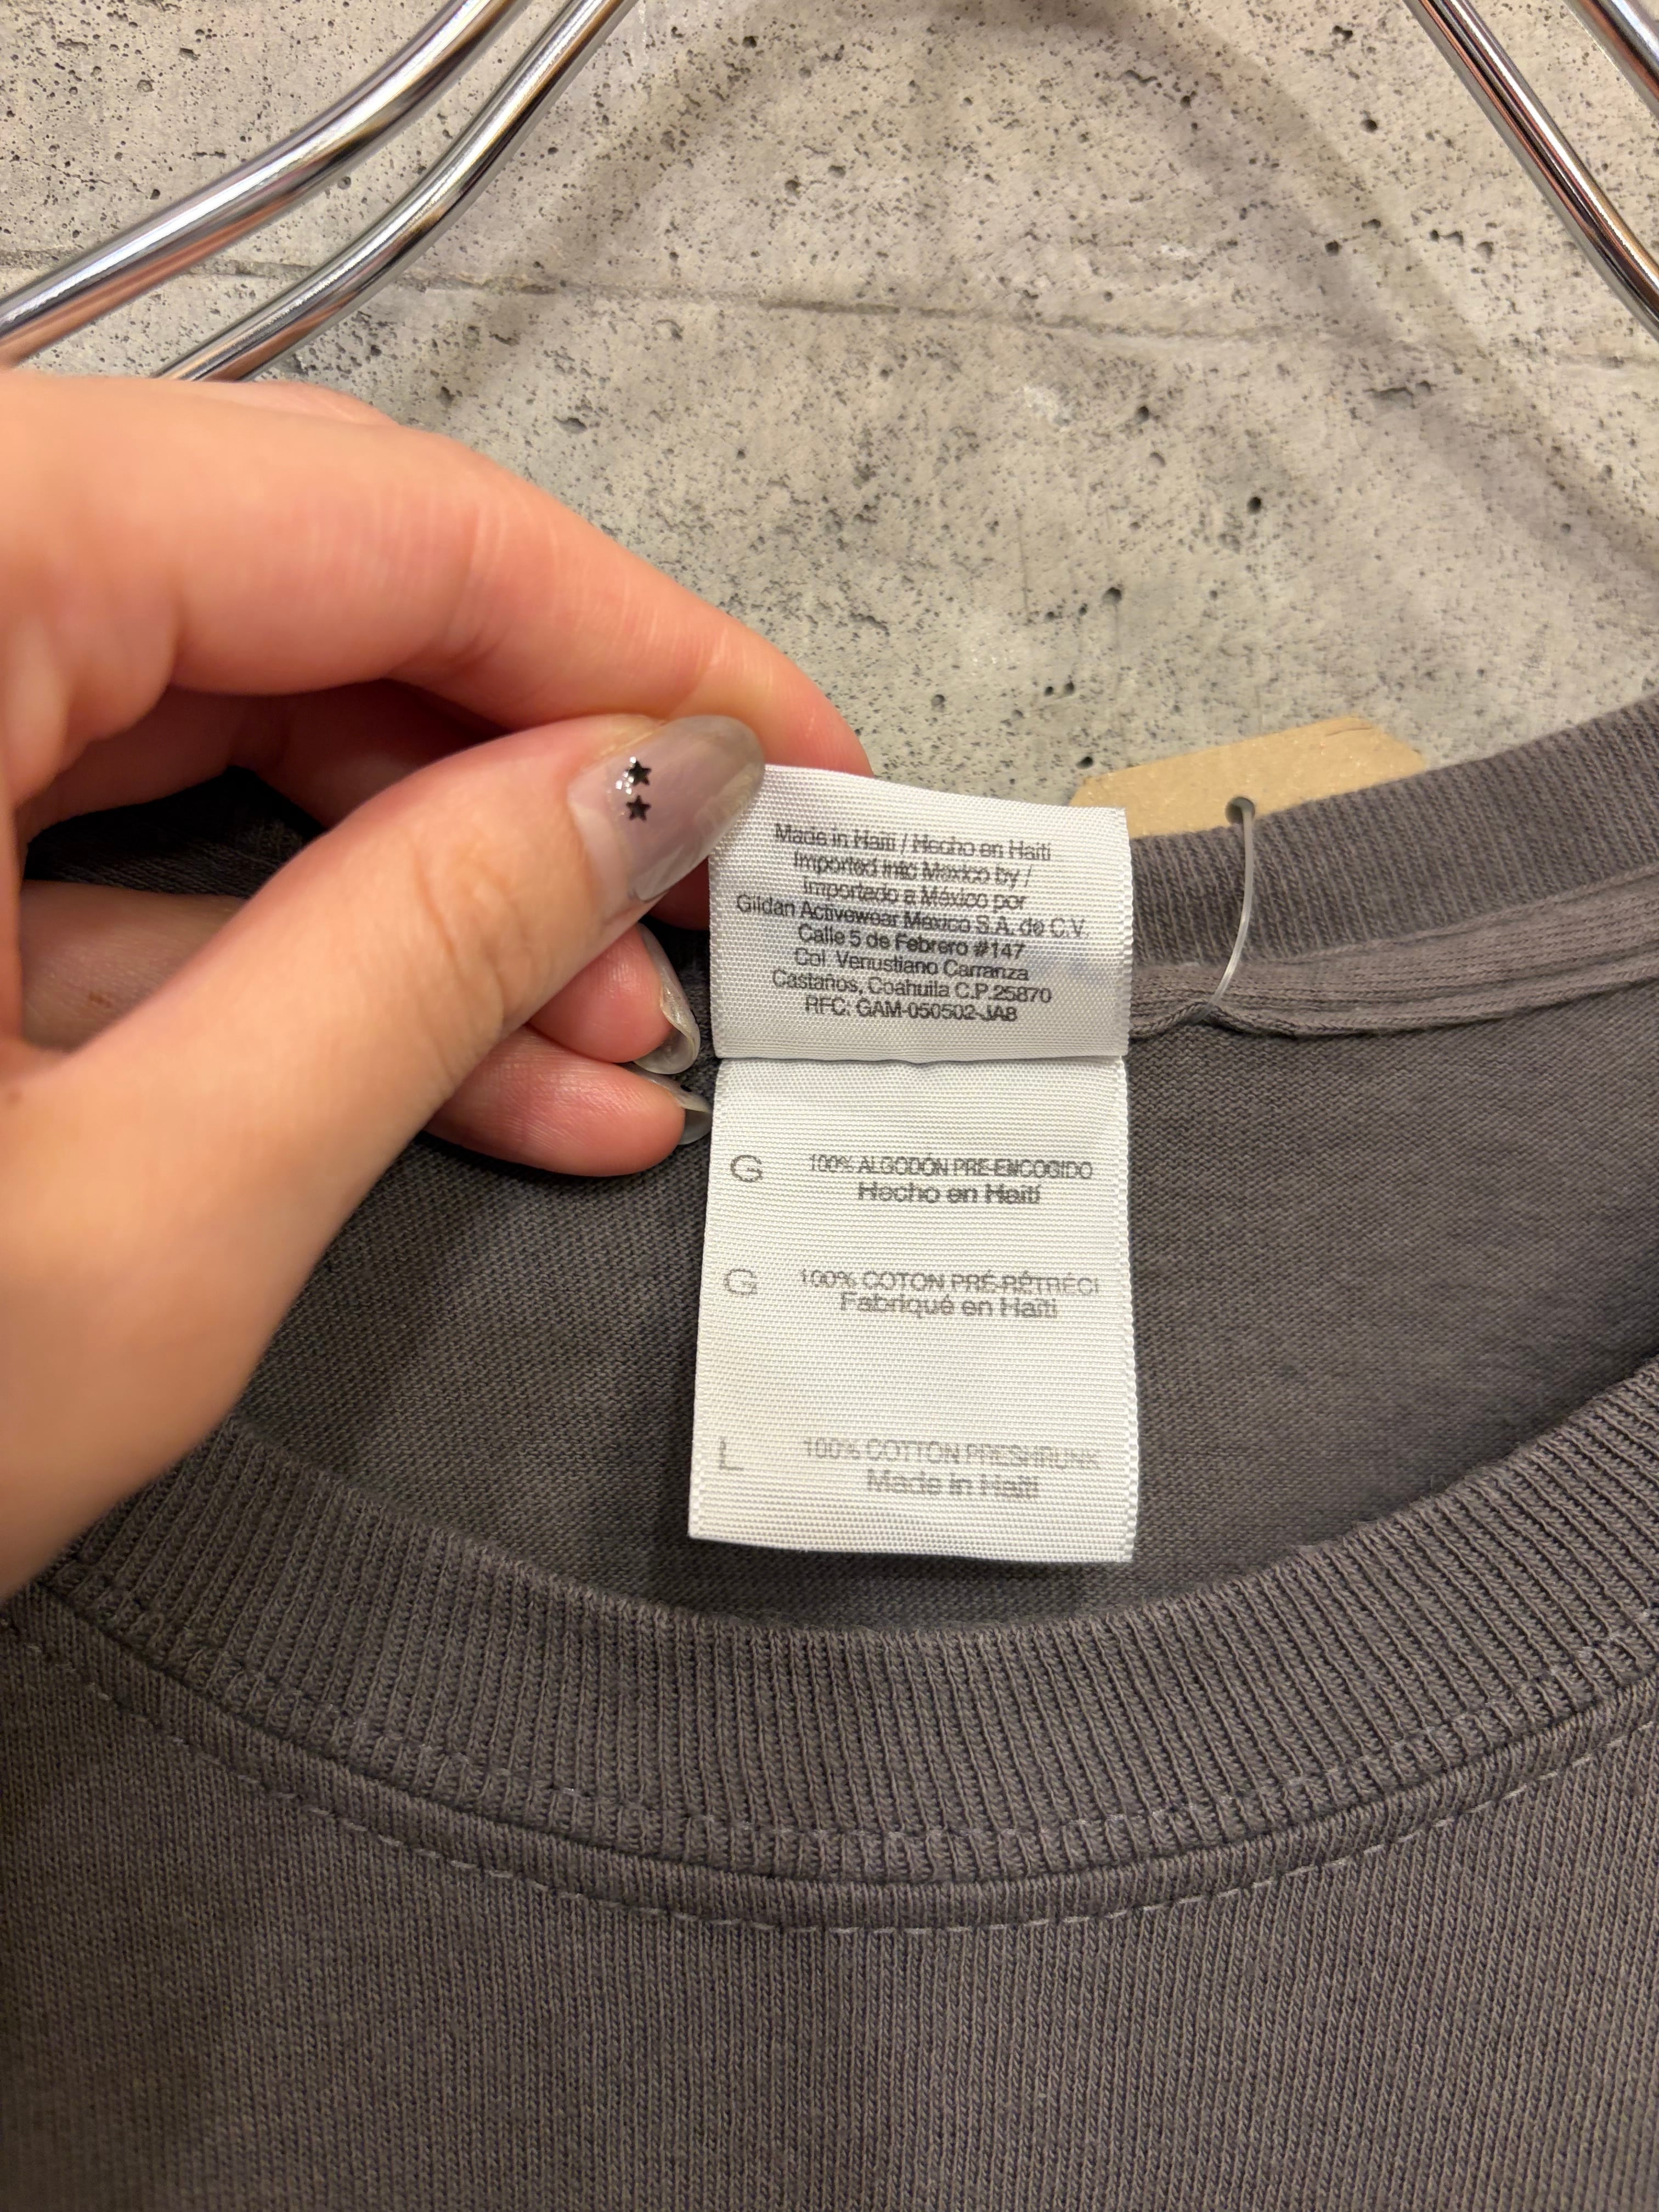 Made in Haiti / Hecho en Haiti
Imported into Mexico by /
Importado a México por
Gildan Activewear Mexico S.A. de C.V.
Calle 5 de Febrero #147
Col. Venustiano Carranza
Castaños, Coahuila C.P.25870
RFC: GAM-050502-JA8
G 100% ALGODÓN PRE-ENCOGIDO
Hecho en Haití
G 100% COTON PRÉ-RÉTRÉCI
Fabriqué en Haïti
L 100% COTTON PRESHRUNK
Made in Haiti